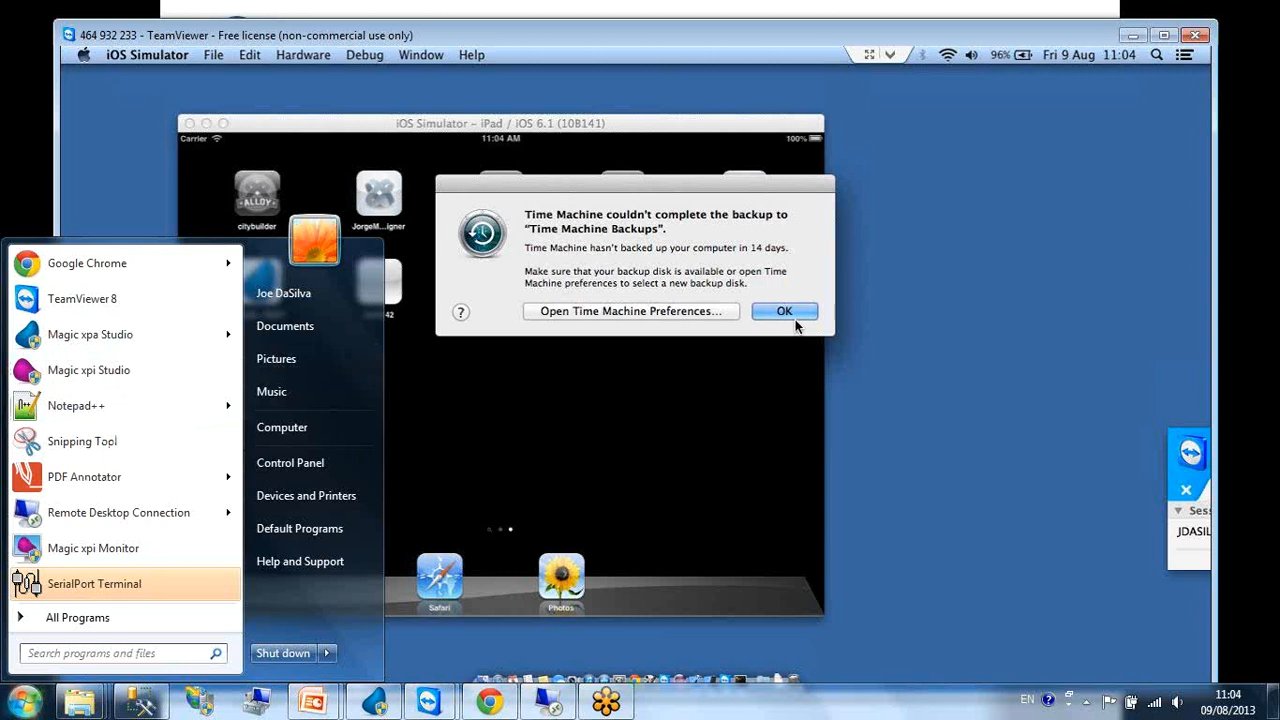 464 932 233 - TeamViewer - Free license (non-commercial use only)
iOS Simulator File Edit Hardware Debug Window Help
96% Fri 9 Aug 11:04
iOS Simulator – iPad / iOS 6.1 (10B141)
Carrier 11:04 AM 100%
ALLOY
citybuilder JorgeM...igner
Time Machine couldn't complete the backup to
"Time Machine Backups".
Time Machine hasn't backed up your computer in 14 days.
Make sure that your backup disk is available or open Time
Machine preferences to select a new backup disk.
? Open Time Machine Preferences... OK
42
Safari Photos
Google Chrome
TeamViewer 8
Magic xpa Studio
Magic xpi Studio
Notepad++
Snipping Tool
PDF Annotator
Remote Desktop Connection
Magic xpi Monitor
SerialPort Terminal
All Programs
Search programs and files
Joe DaSilva
Documents
Pictures
Music
Computer
Control Panel
Devices and Printers
Default Programs
Help and Support
Shut down
Sess
JDASIL
EN 11:04
09/08/2013